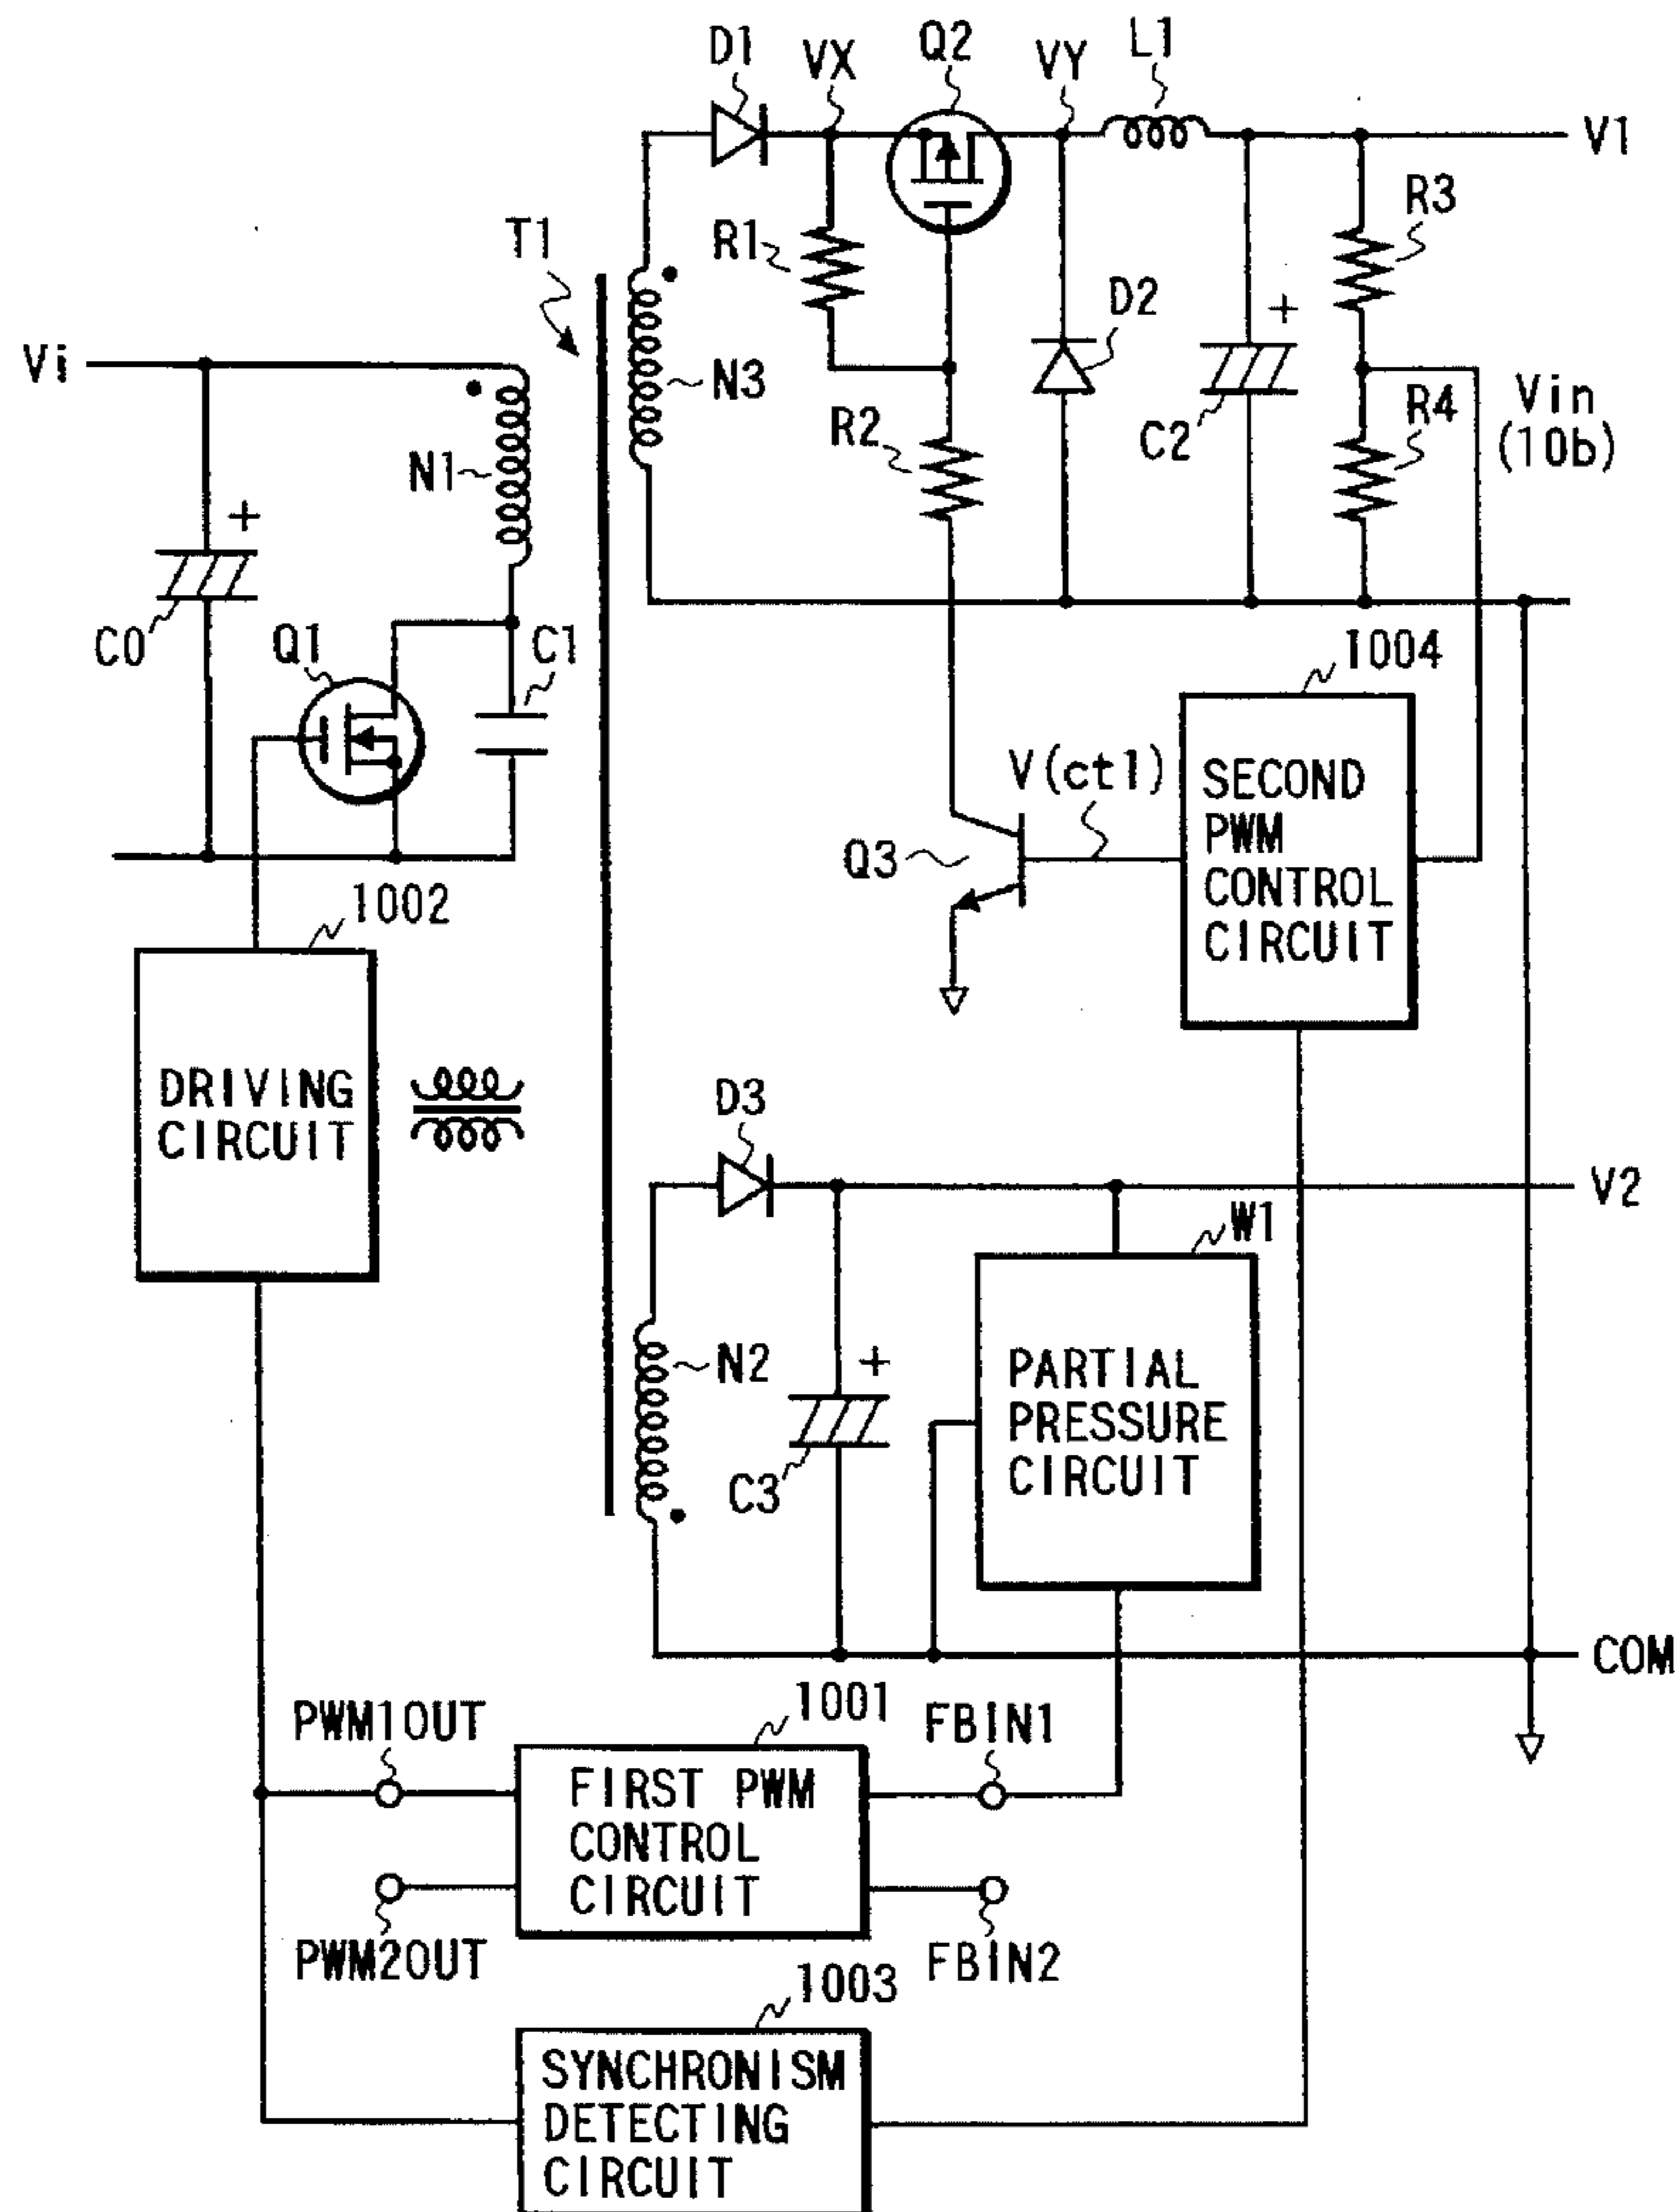 D1
VX
Q2
VY
L1
V1
T1
R1
R3
D2
Vi
N3
N1
R2
C2
R4
Vin
(10b)
C0
Q1
C1
1004
V(ct1)
SECOND
PWM
CONTROL
CIRCUIT
Q3
1002
DRIVING
CIRCUIT
D3
V2
W1
N2
PARTIAL
PRESSURE
CIRCUIT
C3
COM
PWM1OUT
1001
FBIN1
FIRST PWM
CONTROL
CIRCUIT
PWM2OUT
FBIN2
1003
SYNCHRONISM
DETECTING
CIRCUIT
+
+
+